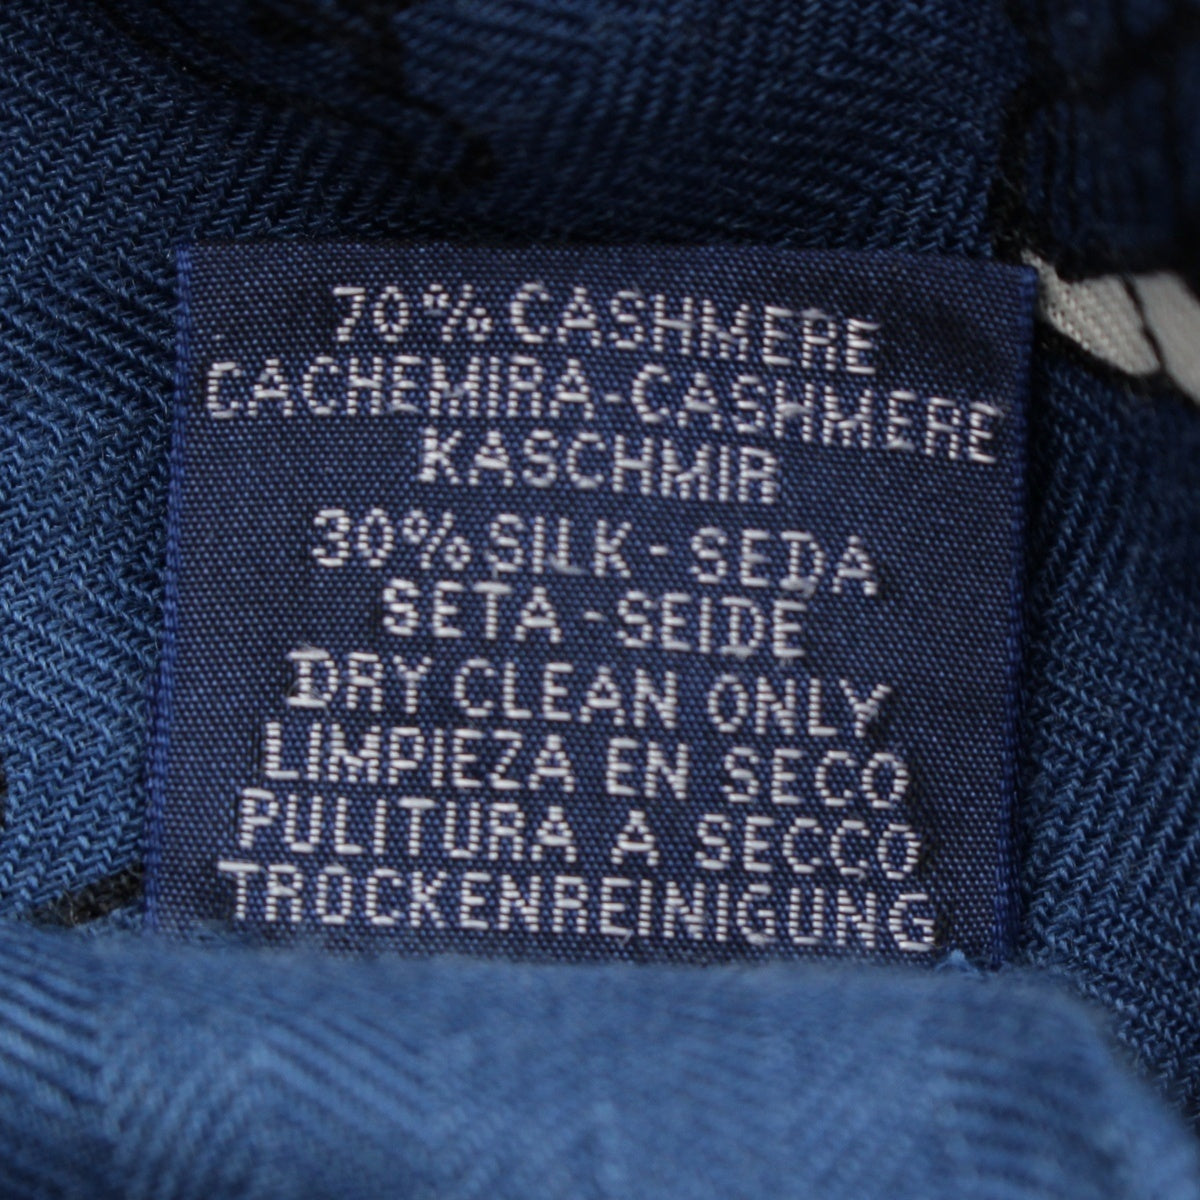 70% CASHMERE
CACHEMIRA-CASHMERE
KASCHMIR
30% SILK - SEDA
SETA - SEIDE
DRY CLEAN ONLY
LIMPIEZA EN SECO
PULITURA A SECCO
TROCKENREINIGUNG